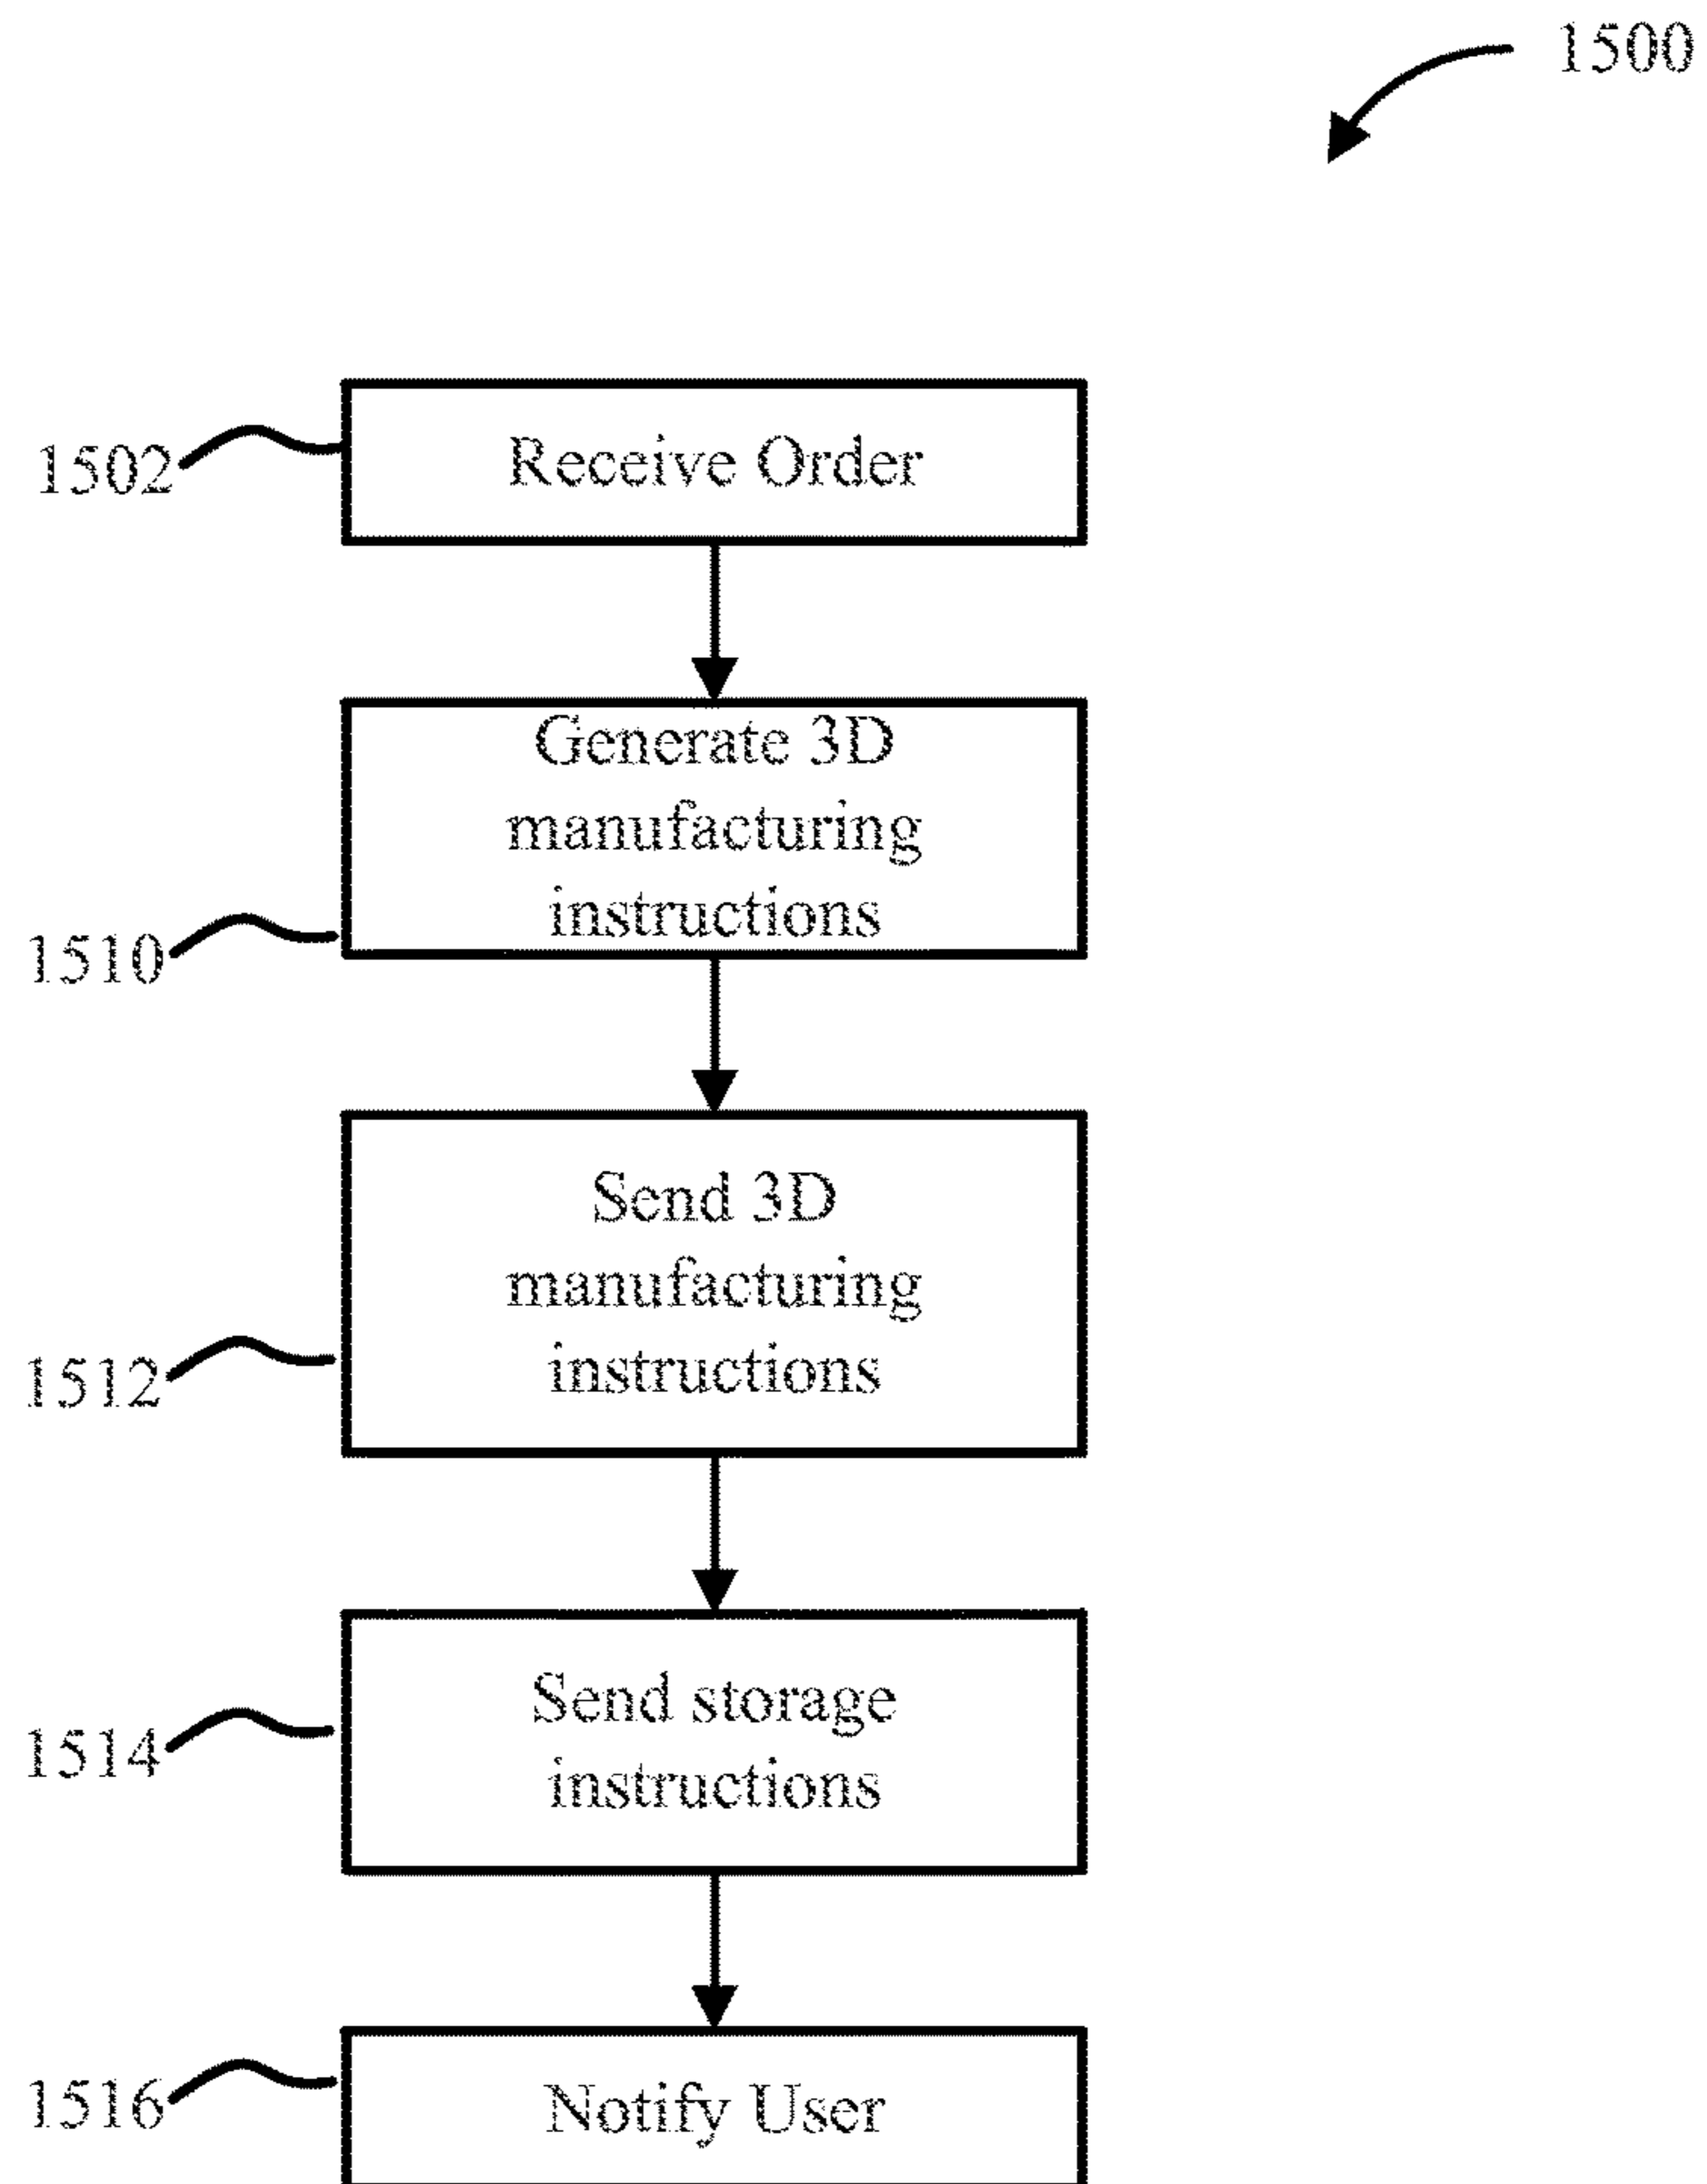 1500
1502
Receive Order
Generate 3D
manufacturing
instructions
1510
Send 3D
manufacturing
instructions
1512
Send storage
instructions
1514
1516
Notify User